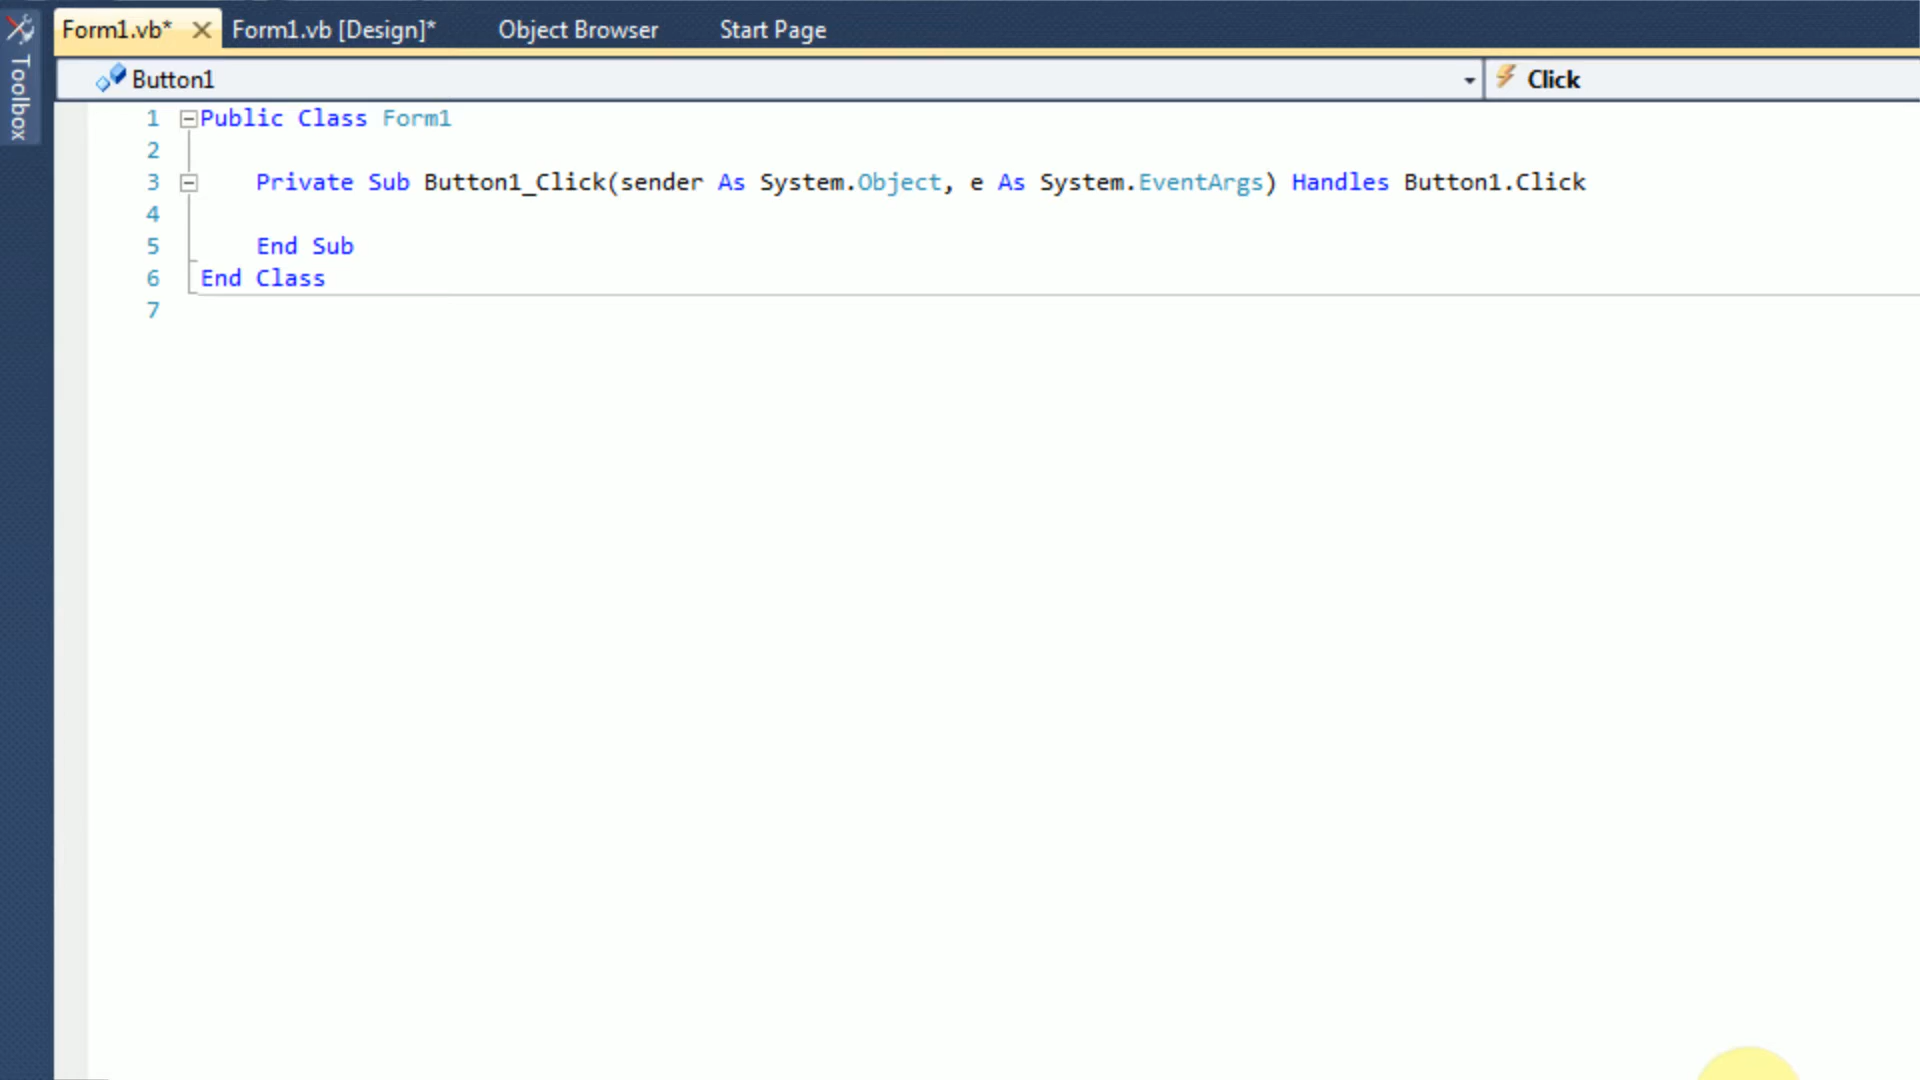 Form1.vb* Form1.vb [Design]* Object Browser Start Page
Toolbox
Button1 Click
1 Public Class Form1
2
3 Private Sub Button1_Click(sender As System.Object, e As System.EventArgs) Handles Button1.Click
4
5 End Sub
6 End Class
7